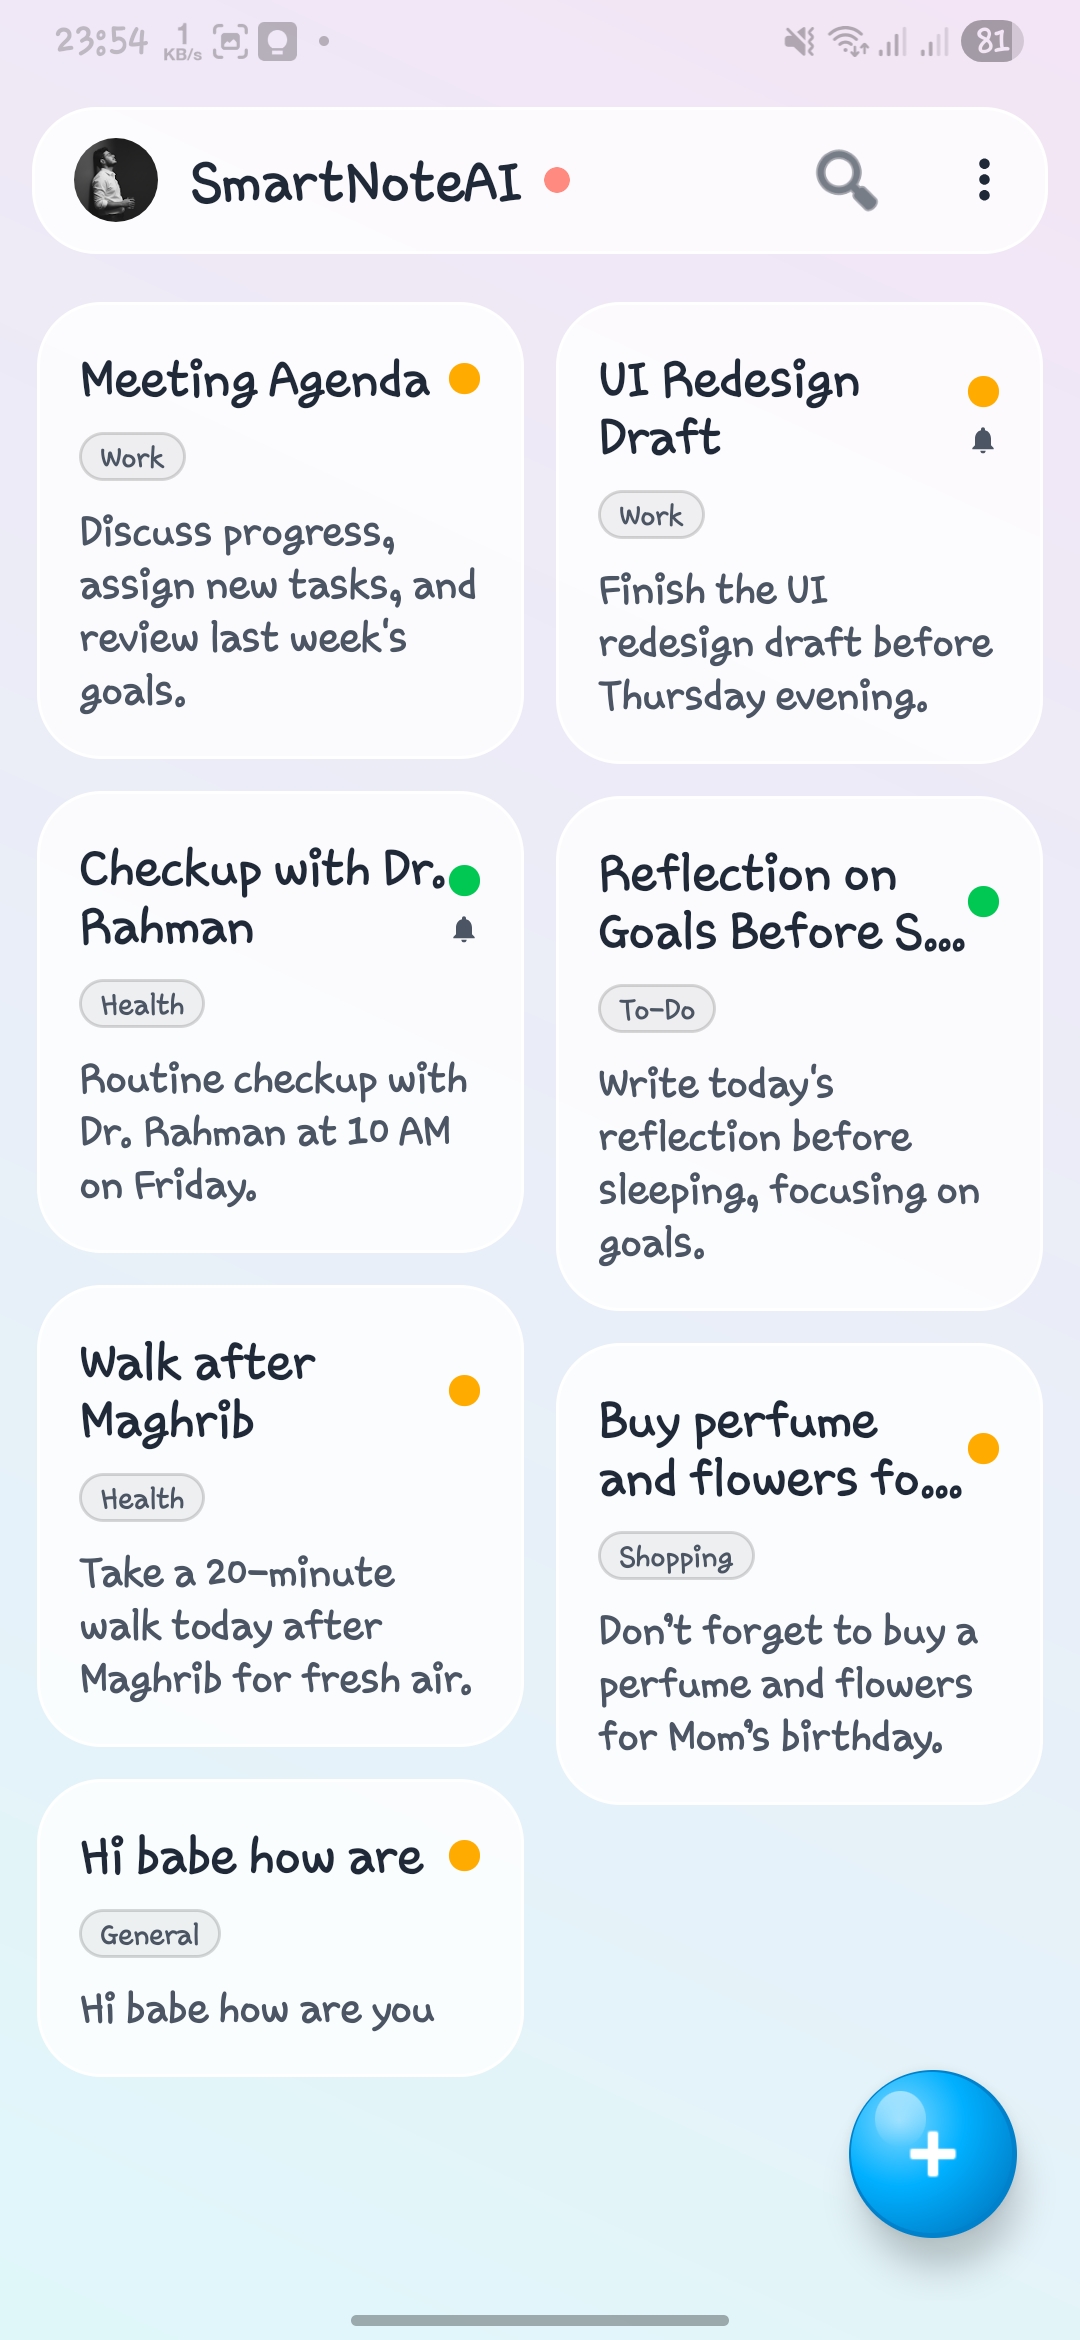 23:54
1
KB/s
81
SmartNoteAI
Meeting Agenda
Work
Discuss progress,
assign new tasks, and
review last week's
goals.
UI Redesign
Draft
Work
Finish the UI
redesign draft before
Thursday evening.
Checkup with Dr.
Rahman
Health
Routine checkup with
Dr. Rahman at 10 AM
on Friday.
Reflection on
Goals Before S...
To-Do
Write today's
reflection before
sleeping, focusing on
goals.
Walk after
Maghrib
Health
Take a 20-minute
walk today after
Maghrib for fresh air.
Buy perfume
and flowers fo...
Shopping
Don’t forget to buy a
perfume and flowers
for Mom’s birthday.
Hi babe how are
General
Hi babe how are you